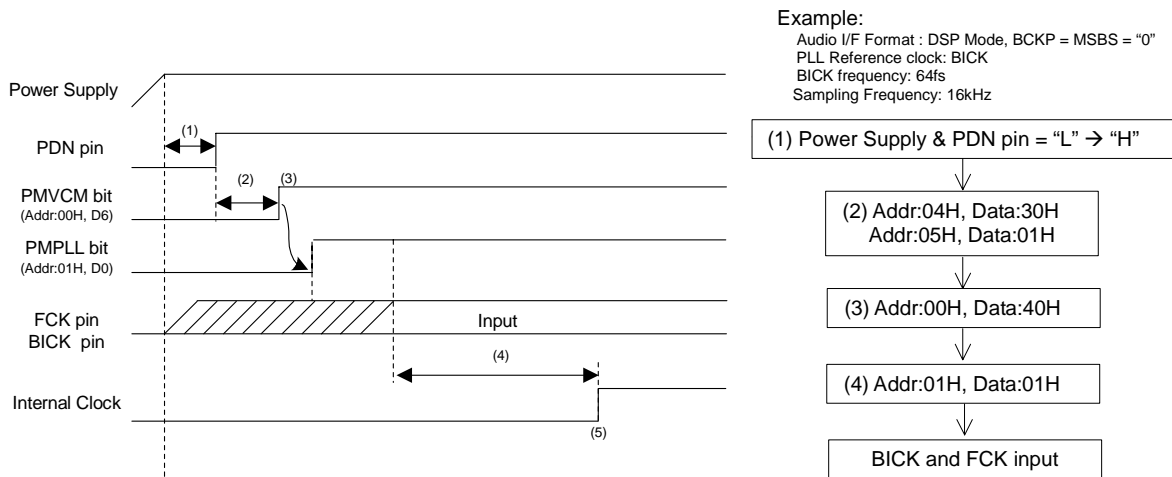 Example:
Audio I/F Format : DSP Mode, BCKP = MSBS = “0”
PLL Reference clock: BICK
BICK frequency: 64fs
Sampling Frequency: 16kHz
Power Supply
(1)
PDN pin
(2)
(3)
PMVCM bit
(Addr:00H, D6)
PMPLL bit
(Addr:01H, D0)
FCK pin
BICK pin
Input
(4)
Internal Clock
(5)
(1) Power Supply & PDN pin = “L” → “H”
(2) Addr:04H, Data:30H
Addr:05H, Data:01H
(3) Addr:00H, Data:40H
(4) Addr:01H, Data:01H
BICK and FCK input